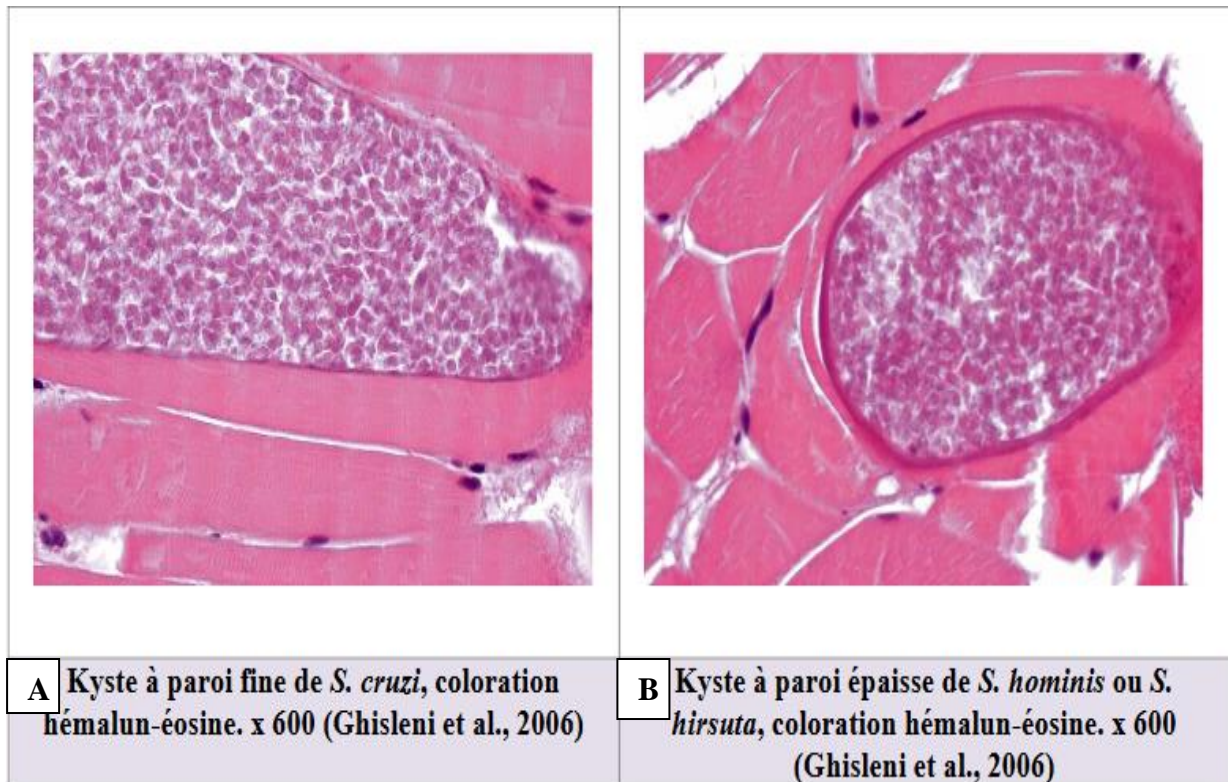 A Kyste à paroi fine de S. cruzi, coloration
hémalun-éosine. x 600 (Ghisleni et al., 2006)
B Kyste à paroi épaisse de S. hominis ou S.
hirsuta, coloration hémalun-éosine. x 600
(Ghisleni et al., 2006)